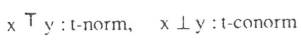 x ⊤ y : t-norm, x ⊥ y : t-conorm